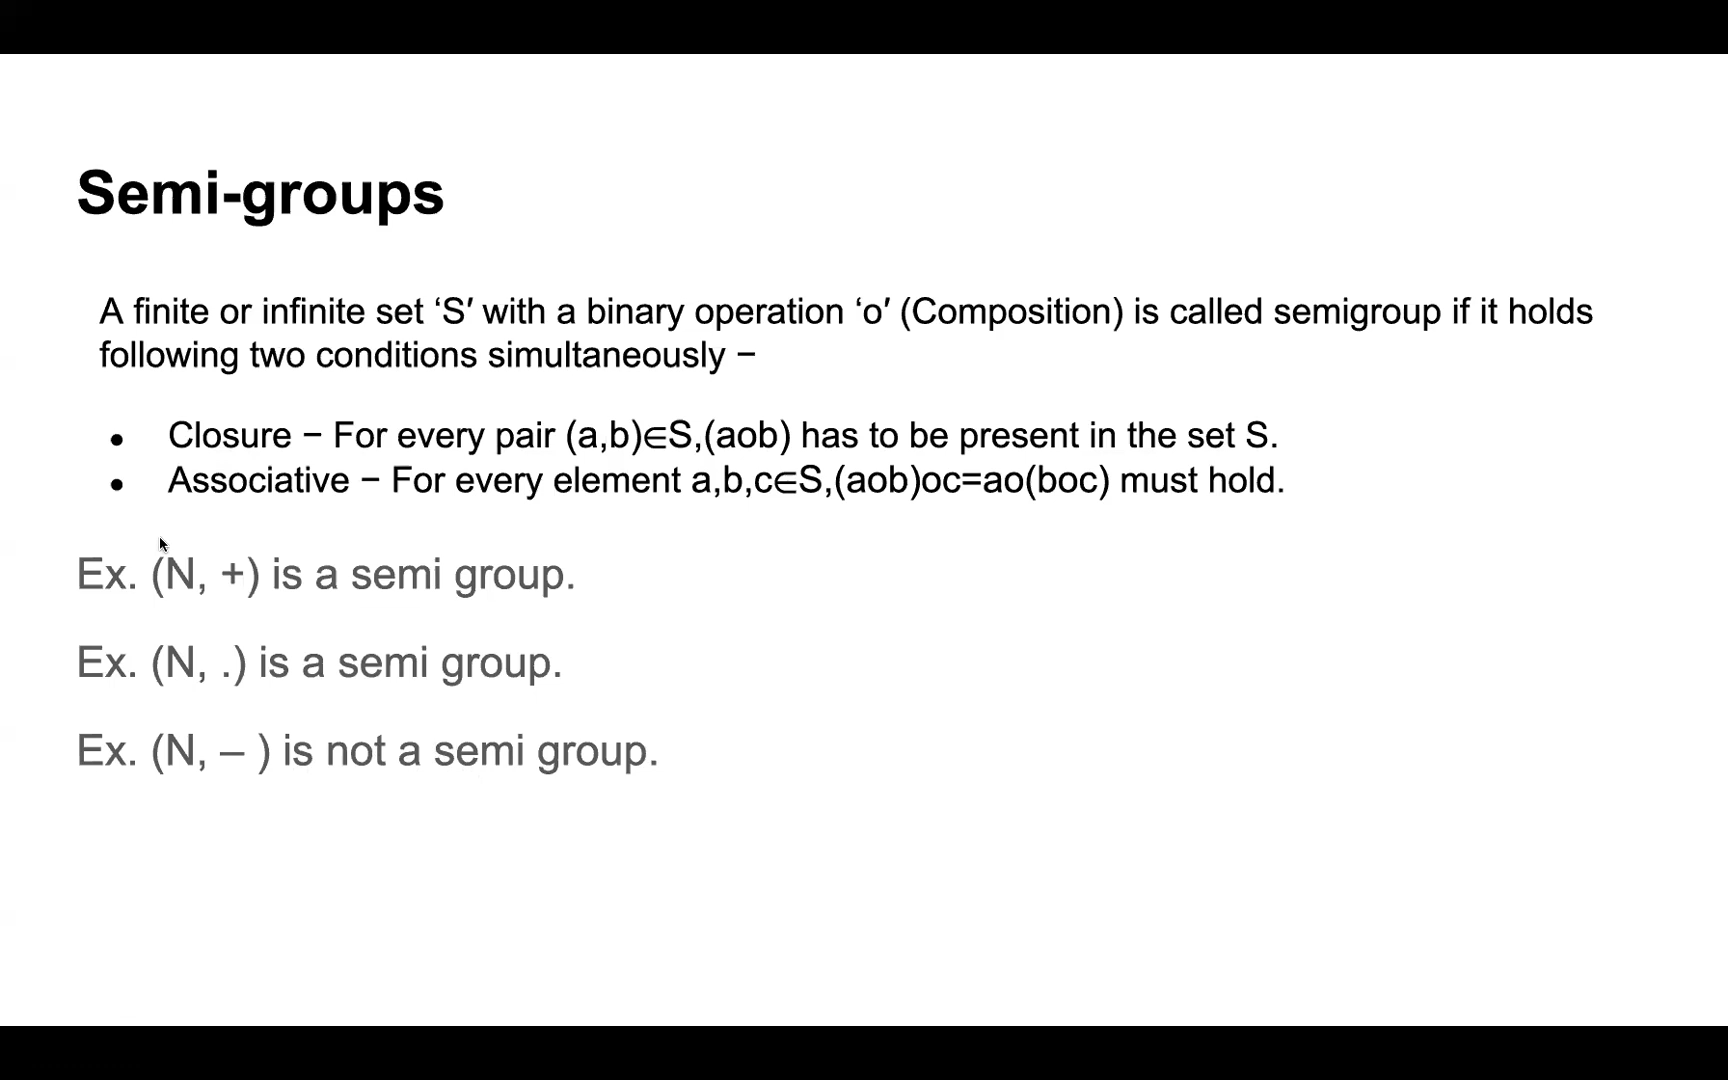 Semi-groups
A finite or infinite set ‘S′ with a binary operation ‘o′ (Composition) is called semigroup if it holds
following two conditions simultaneously −
● Closure − For every pair (a,b)∈S,(aob) has to be present in the set S.
● Associative − For every element a,b,c∈S,(aob)oc=ao(boc) must hold.
Ex. (N, +) is a semi group.
Ex. (N, .) is a semi group.
Ex. (N, – ) is not a semi group.